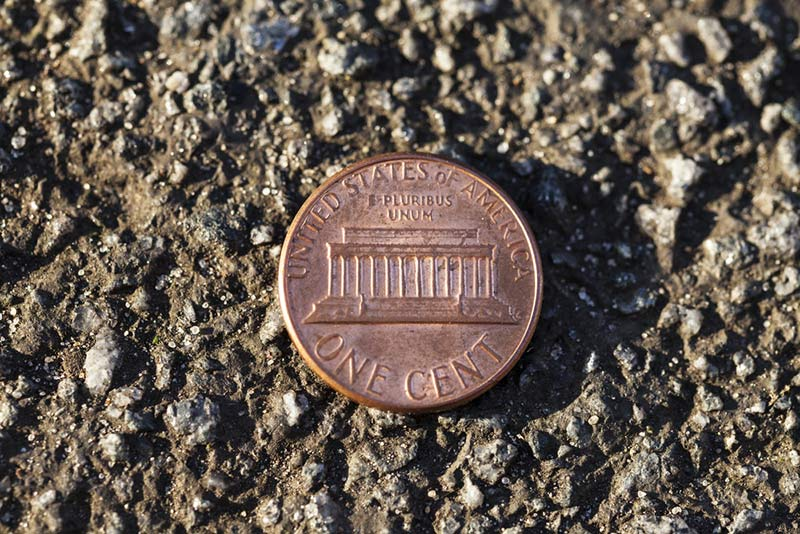 UNITED STATES of AMERICA
E·PLURIBUS
UNUM
ONE CENT